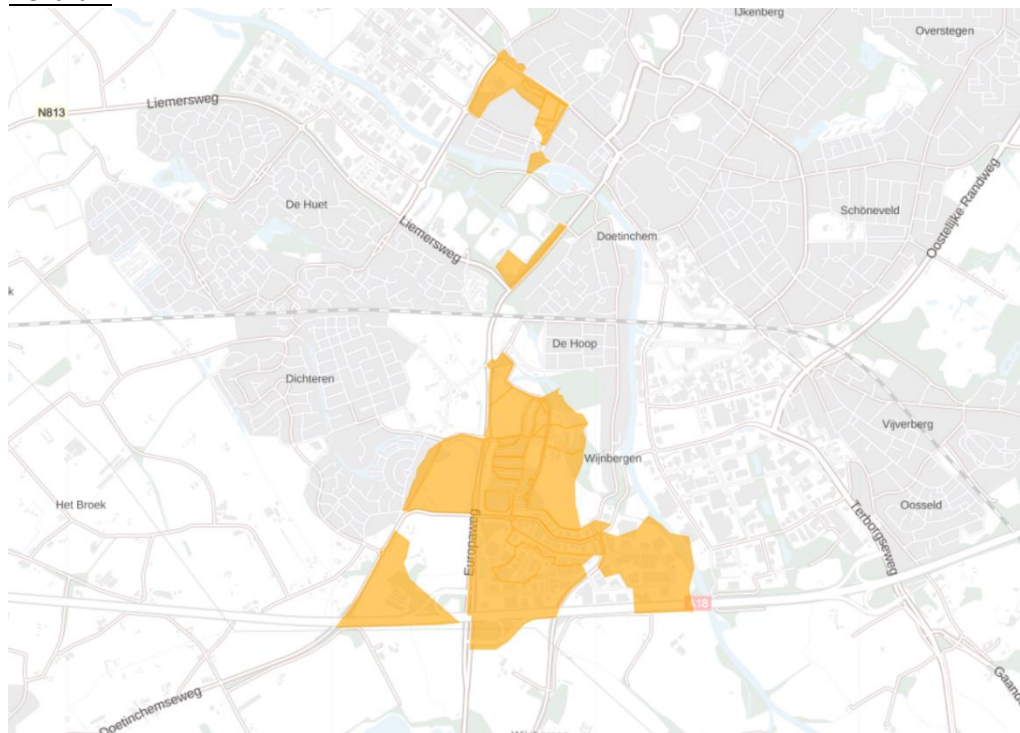 IJkenberg
Overstegen
Liemersweg
N813
De Huet
Schöneveld
Oostelijke Randweg
Liemersweg
Doetinchem
De Hoop
Dichteren
Vijverberg
Wijnbergen
Het Broek
Oosseld
Terborgseweg
Europaweg
A18
Doetinchemseweg